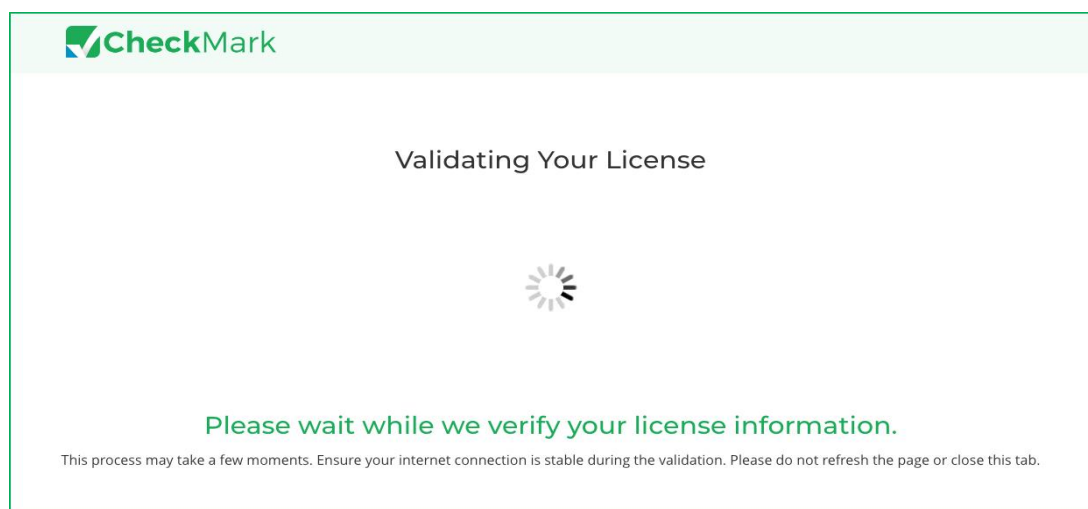 CheckMark
Validating Your License
Please wait while we verify your license information.
This process may take a few moments. Ensure your internet connection is stable during the validation. Please do not refresh the page or close this tab.